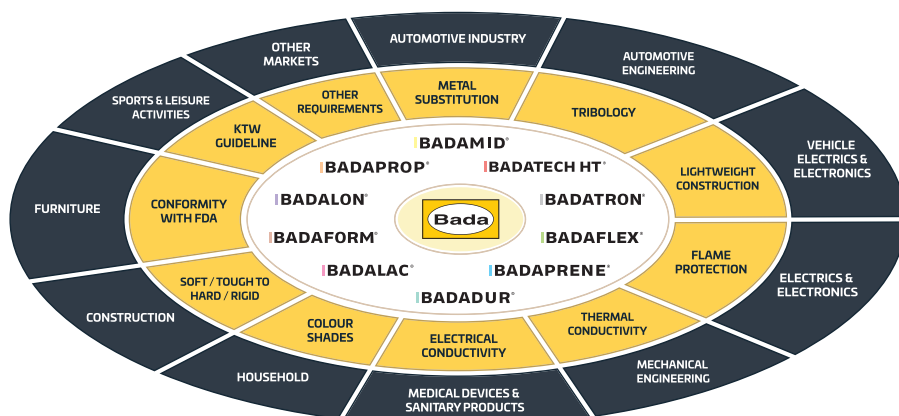 AUTOMOTIVE INDUSTRY
OTHER
MARKETS
AUTOMOTIVE
ENGINEERING
SPORTS & LEISURE
ACTIVITIES
VEHICLE
ELECTRICS &
ELECTRONICS
FURNITURE
ELECTRICS &
ELECTRONICS
CONSTRUCTION
MECHANICAL
ENGINEERING
HOUSEHOLD
MEDICAL DEVICES &
SANITARY PRODUCTS
METAL
SUBSTITUTION
OTHER
REQUIREMENTS
TRIBOLOGY
KTW
GUIDELINE
LIGHTWEIGHT
CONSTRUCTION
CONFORMITY
WITH FDA
FLAME
PROTECTION
SOFT / TOUGH TO
HARD / RIGID
THERMAL
CONDUCTIVITY
COLOUR
SHADES
ELECTRICAL
CONDUCTIVITY
BADAMID®
BADAPROP®
BADATECH HT®
BADALON®
BADATRON®
Bada
BADAFORM®
BADAFLEX®
BADALAC®
BADAPRENE®
BADADUR®